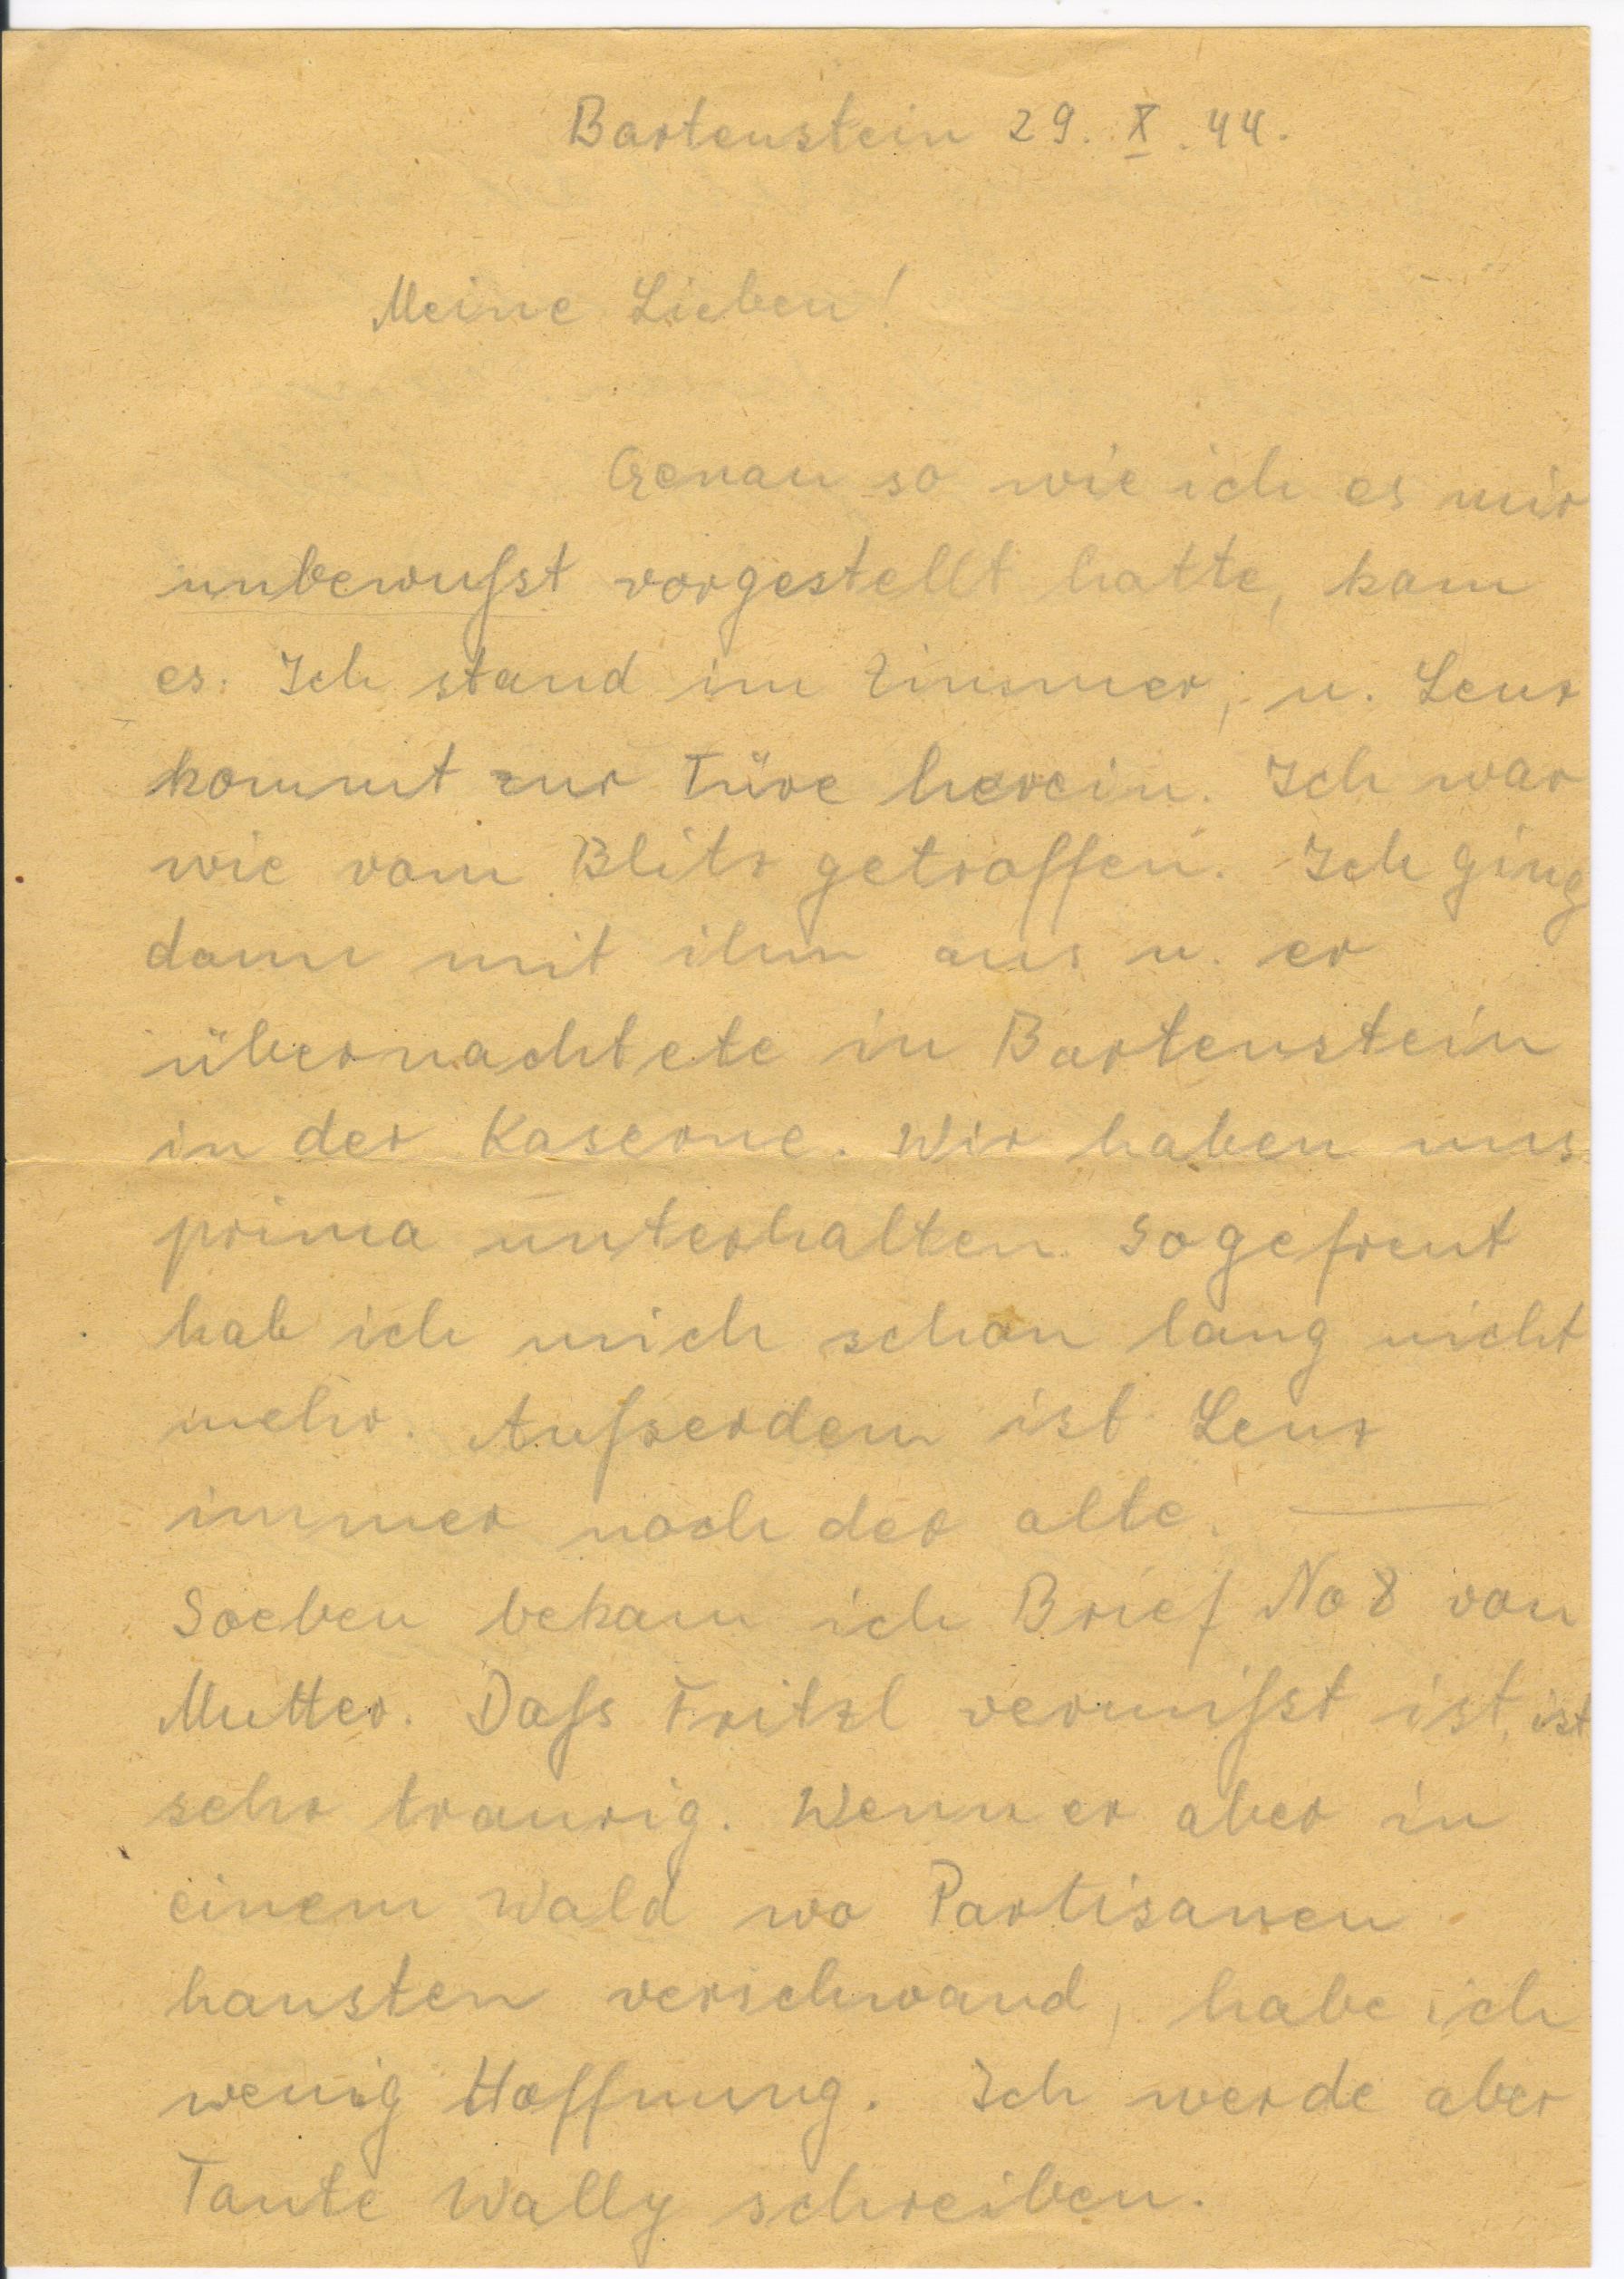 Bartenstein 29. X. 44.
Meine Lieben!
Genau so wie ich es mir
unbewußst vorgestellt hatte, kam
es. Ich stand im Zimmer, u. Lenz
kommt zur Türe herein. Ich war
wie vom Blitz getroffen. Ich ging
dann mit ihm aus u. er
übernachtete in Bartenstein
in der Kaserne. Wir haben uns
prima unterhalten. So gefreut
hab ich mich schon lang nicht
mehr. Aufserdem ist Lenz
immer noch der alte. —
Soeben bekam ich Brief No 8 von
Mutter. Dafs Fritzl vermifst ist, ist
sehr traurig. Wenn er aber in
einem Wald wo Partisanen
hausten verschwand, habe ich
wenig Hoffnung. Ich werde aber
Tante Wally schreiben.